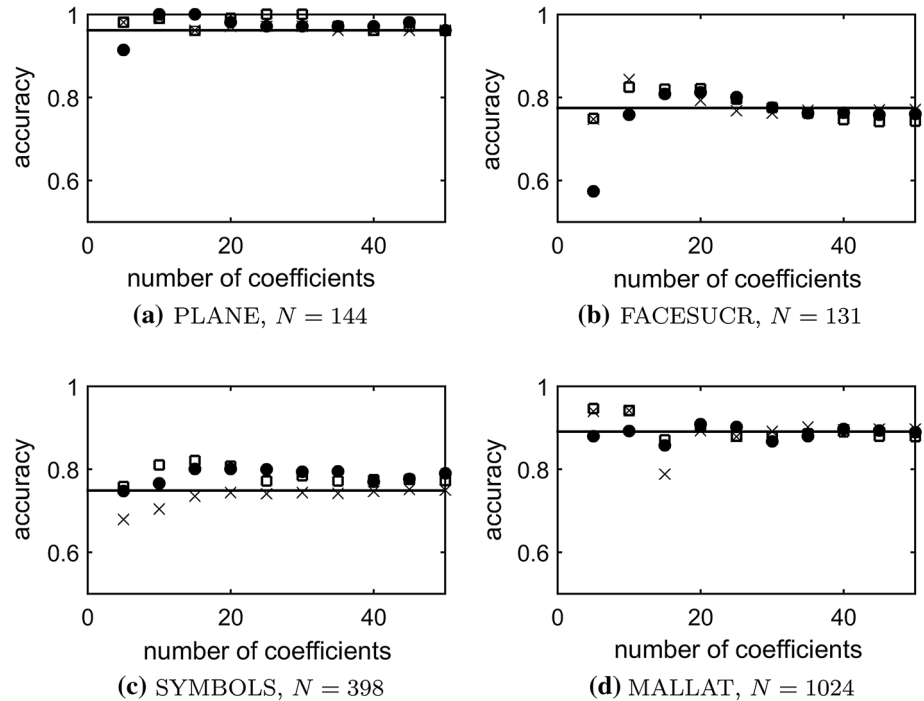 1
0.8
0.6
accuracy
0 20 40
number of coefficients
(a) PLANE, N = 144
1
0.8
0.6
accuracy
0 20 40
number of coefficients
(b) FACESUCR, N = 131
1
0.8
0.6
accuracy
0 20 40
number of coefficients
(c) SYMBOLS, N = 398
1
0.8
0.6
accuracy
0 20 40
number of coefficients
(d) MALLAT, N = 1024